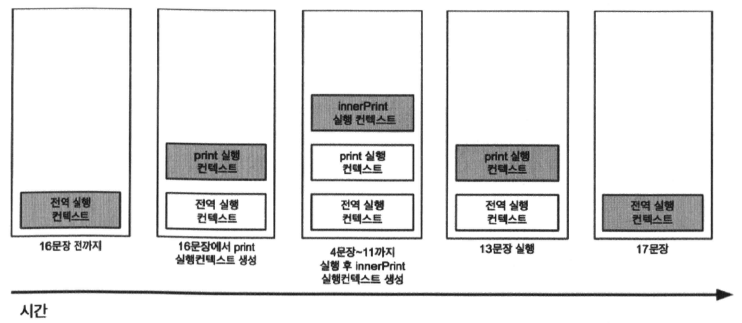 전역 실행
컨텍스트
16문장 전까지
print 실행
컨텍스트
전역 실행
컨텍스트
16문장에서 print
실행컨텍스트 생성
innerPrint
실행 컨텍스트
print 실행
컨텍스트
전역 실행
컨텍스트
4문장~11까지
실행 후 innerPrint
실행컨텍스트 생성
print 실행
컨텍스트
전역 실행
컨텍스트
13문장 실행
전역 실행
컨텍스트
17문장
시간